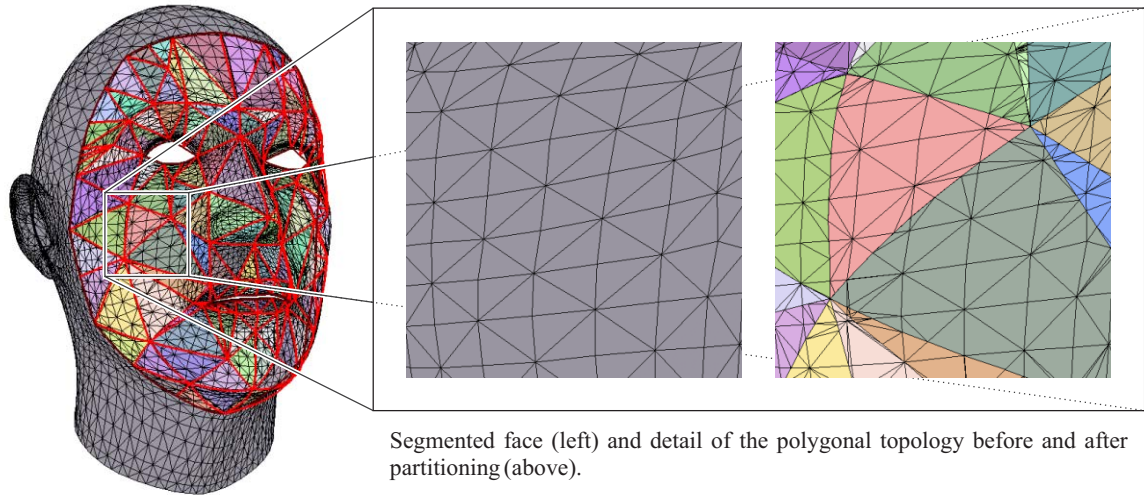 Segmented face (left) and detail of the polygonal topology before and after
partitioning (above).